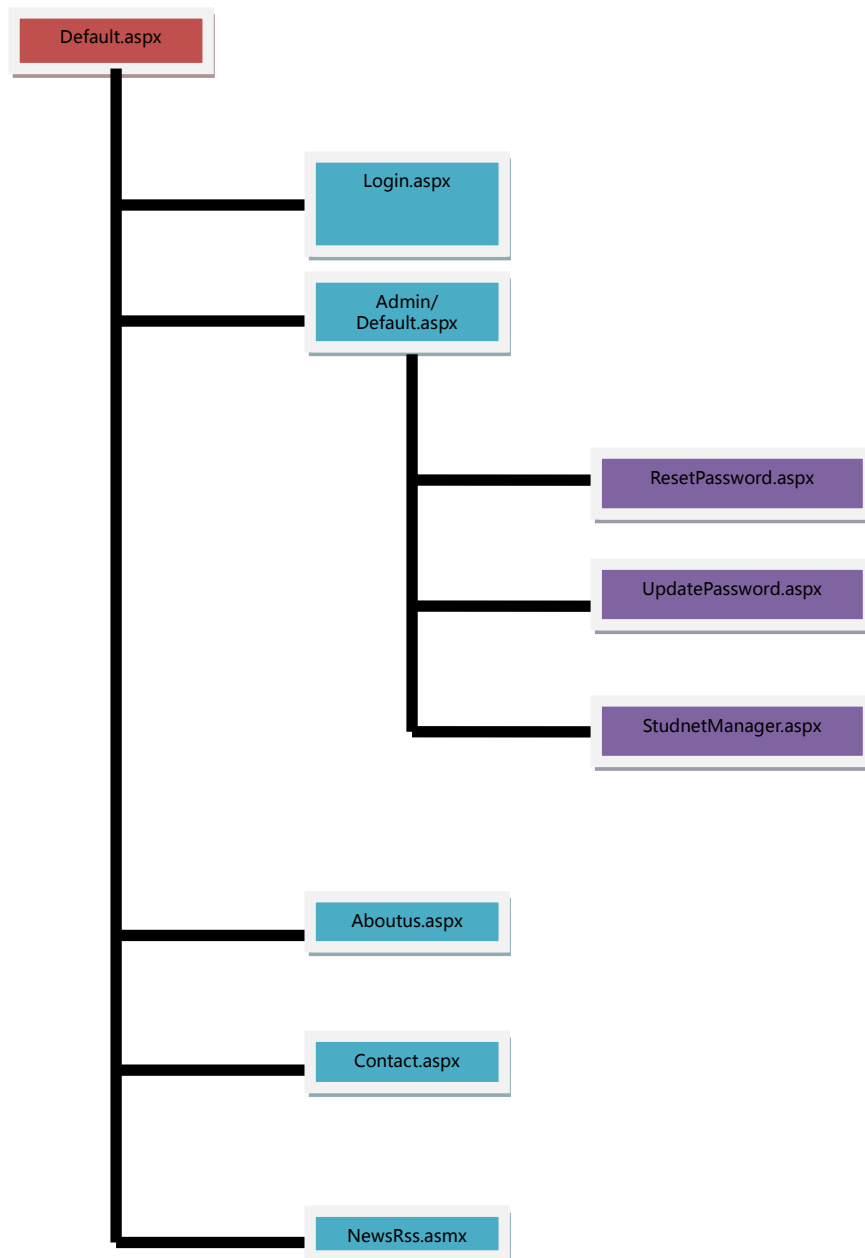 Default.aspx
Login.aspx
Admin/
Default.aspx
ResetPassword.aspx
UpdatePassword.aspx
StudnetManager.aspx
Aboutus.aspx
Contact.aspx
NewsRss.asmx